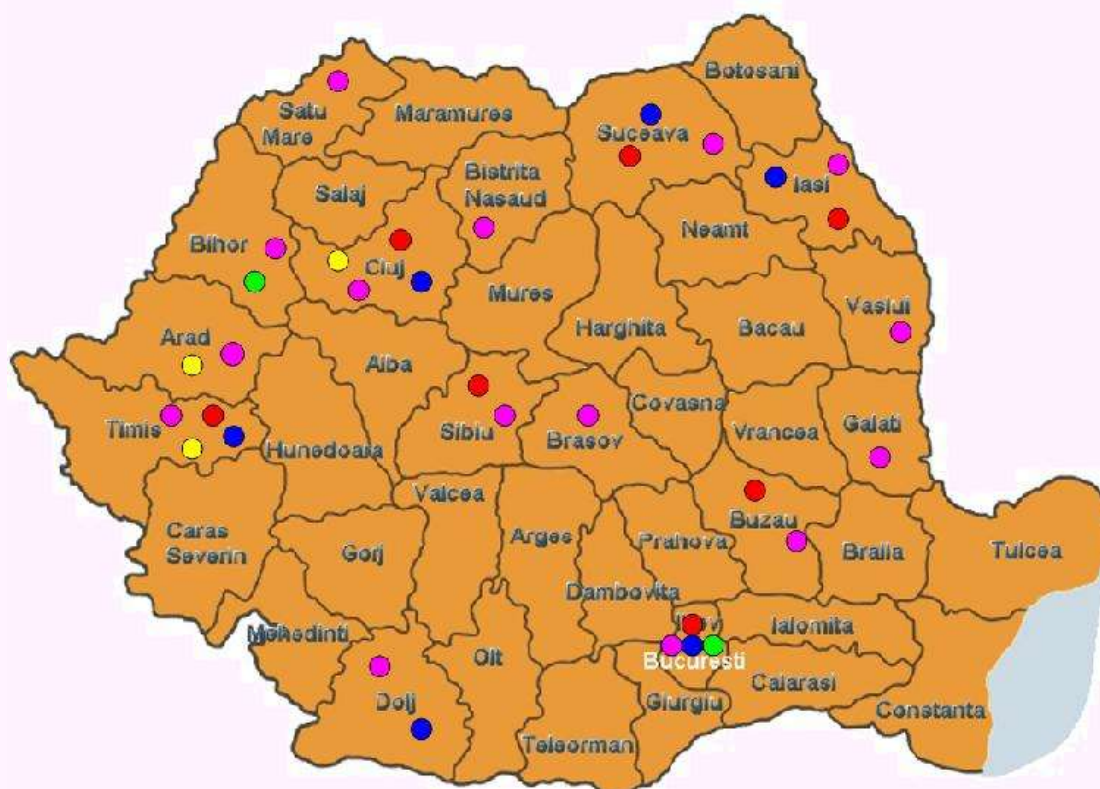 Botosani
Satu
Mare
Maramures
Suceava
Bistrita
Nasaud
Iasi
Salaj
Neamt
Bihor
Cluj
Mures
Vaslui
Harghita
Bacau
Arad
Alba
Covasna
Timis
Hunedoara
Sibiu
Brasov
Vrancea
Galati
Valcea
Buzau
Caras
Severin
Gorj
Arges
Prahova
Braila
Tulcea
Dambovita
Mehedinti
Ialomita
Olt
Bucuresti
Calarasi
Dolj
Giurgiu
Constanta
Teleorman